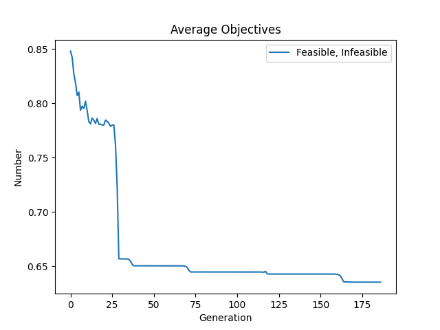 Average Objectives
Feasible, Infeasible
Number
0.85
0.80
0.75
0.70
0.65
0 25 50 75 100 125 150 175
Generation